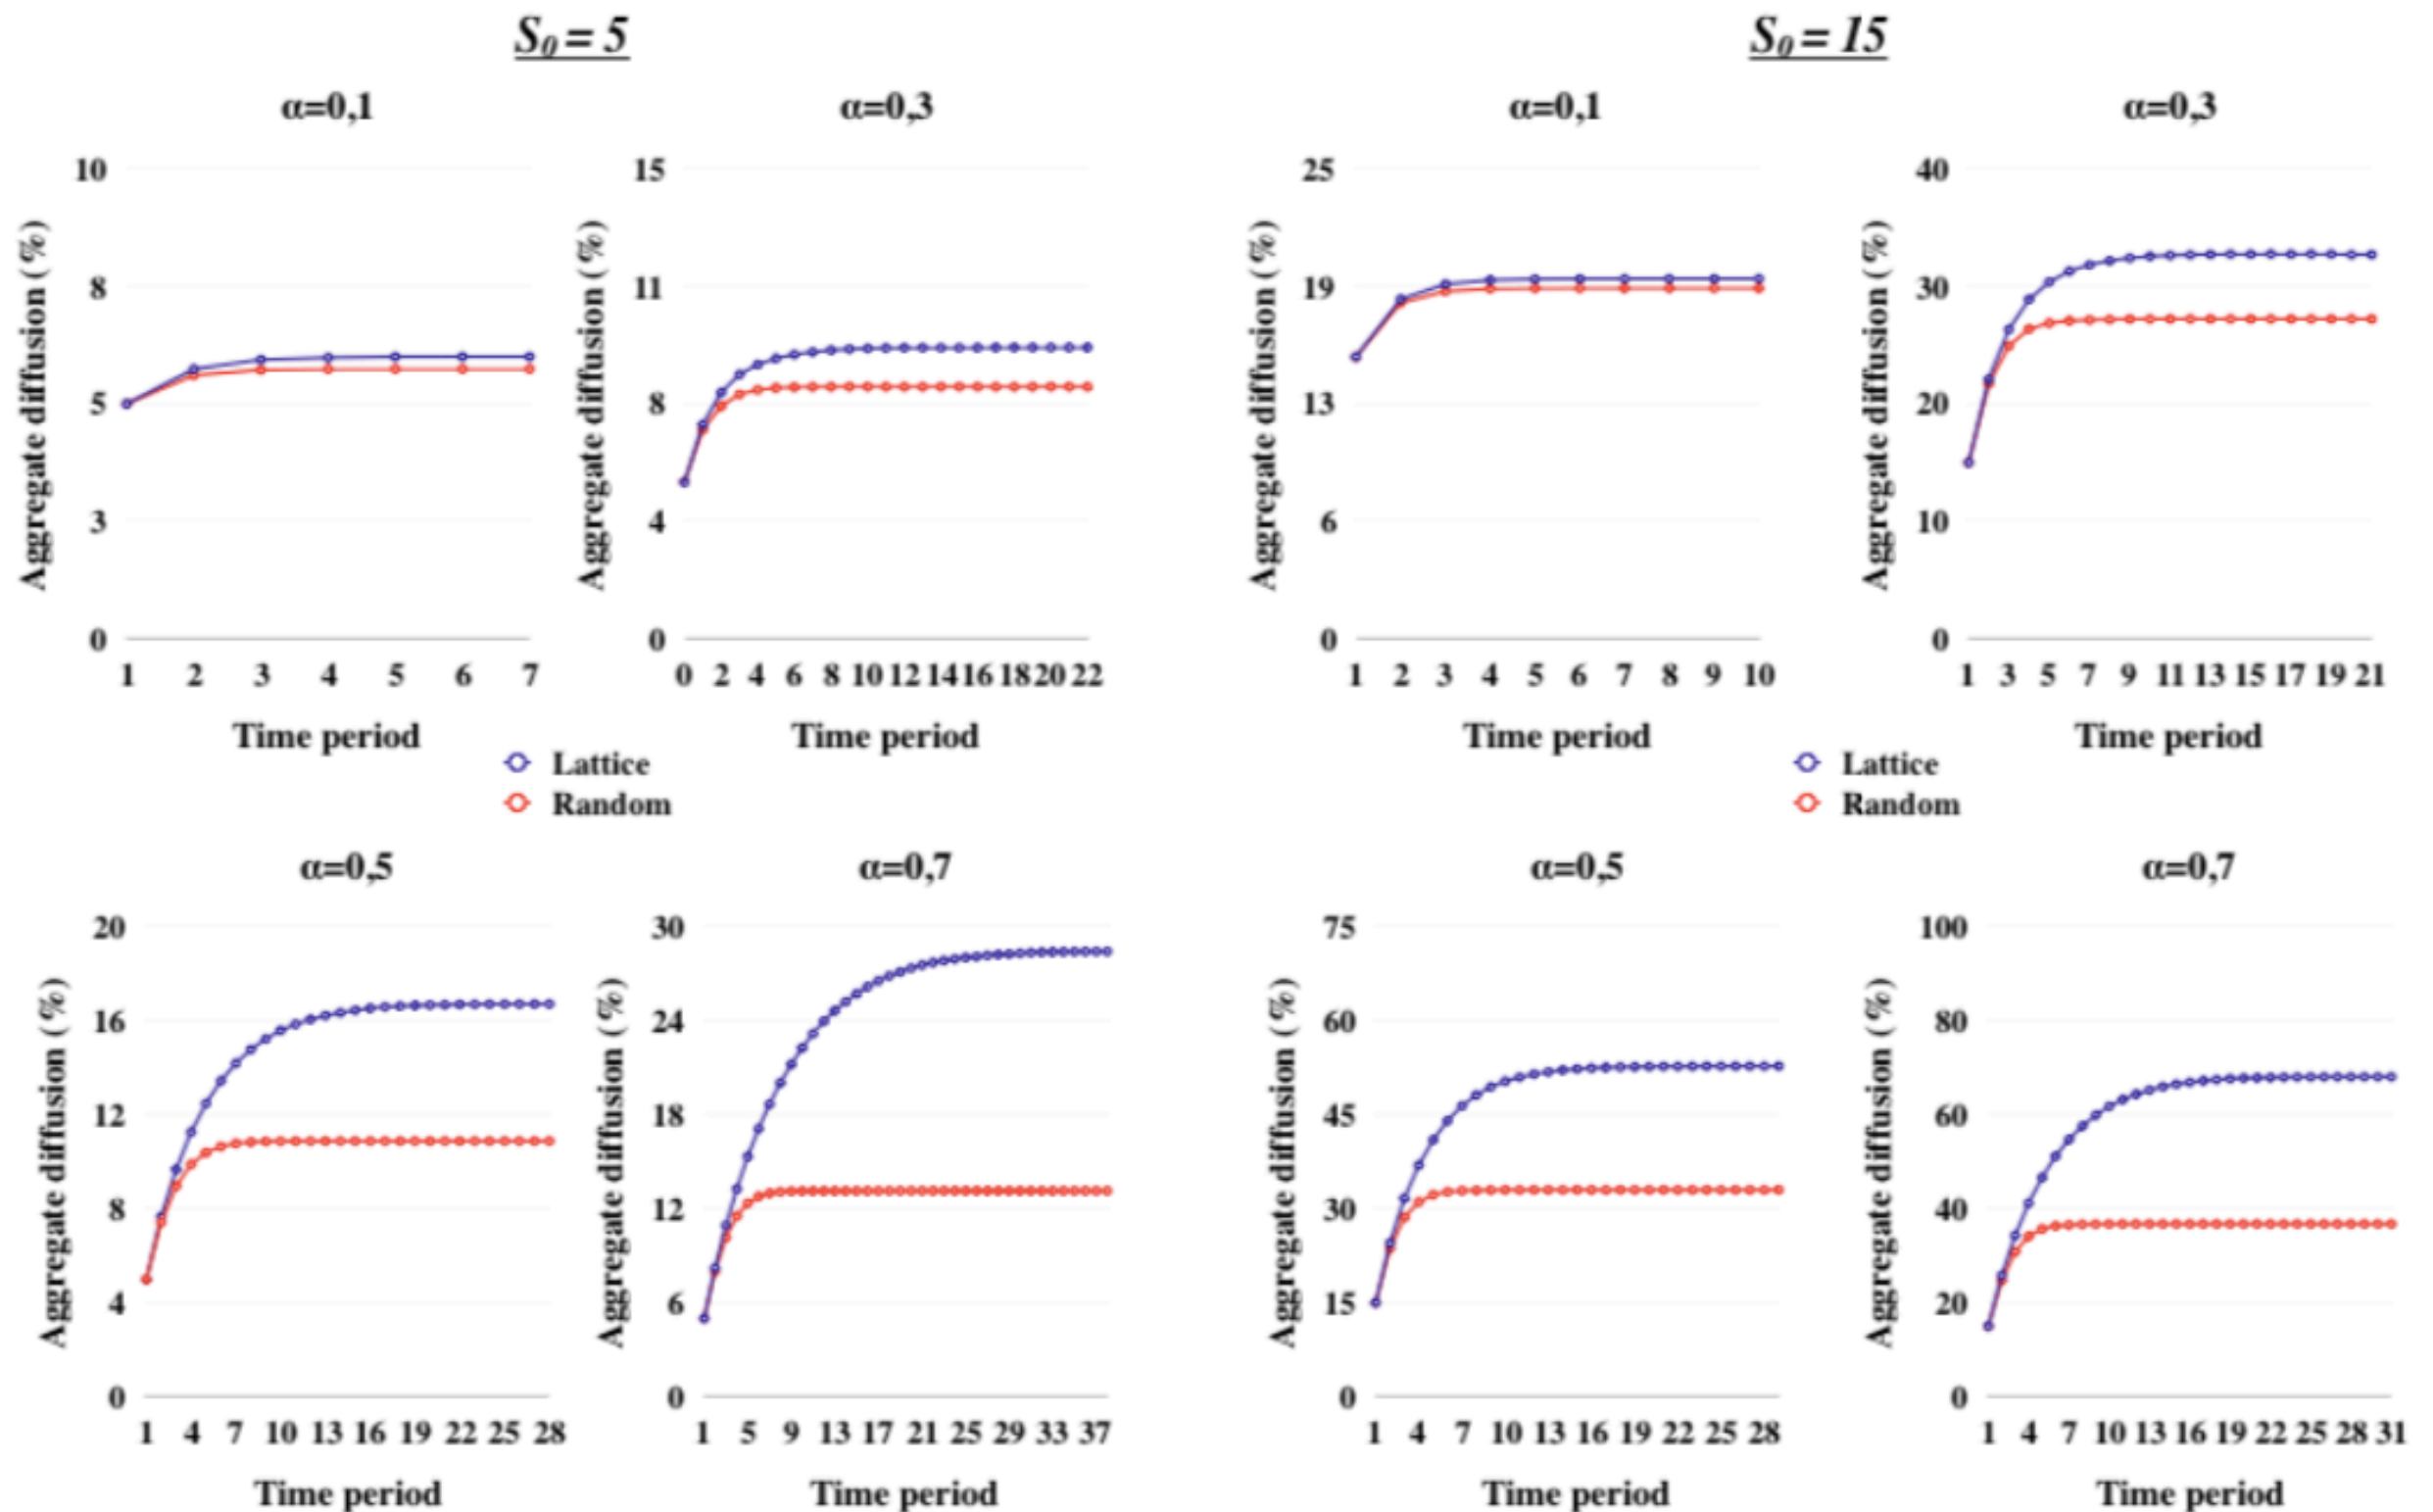 S0 = 5
S0 = 15
α=0,1
α=0,3
α=0,1
α=0,3
Aggregate diffusion (%)
10
8
5
3
0
1 2 3 4 5 6 7
Time period
Aggregate diffusion (%)
15
11
8
4
0
0 2 4 6 8 10 12 14 16 18 20 22
Time period
Aggregate diffusion (%)
25
19
13
6
0
1 2 3 4 5 6 7 8 9 10
Time period
Aggregate diffusion (%)
40
30
20
10
0
1 3 5 7 9 11 13 15 17 19 21
Time period
Lattice
Random
Lattice
Random
α=0,5
α=0,7
α=0,5
α=0,7
Aggregate diffusion (%)
20
16
12
8
4
0
1 4 7 10 13 16 19 22 25 28
Time period
Aggregate diffusion (%)
30
24
18
12
6
0
1 5 9 13 17 21 25 29 33 37
Time period
Aggregate diffusion (%)
75
60
45
30
15
0
1 4 7 10 13 16 19 22 25 28
Time period
Aggregate diffusion (%)
100
80
60
40
20
0
1 4 7 10 13 16 19 22 25 28 31
Time period